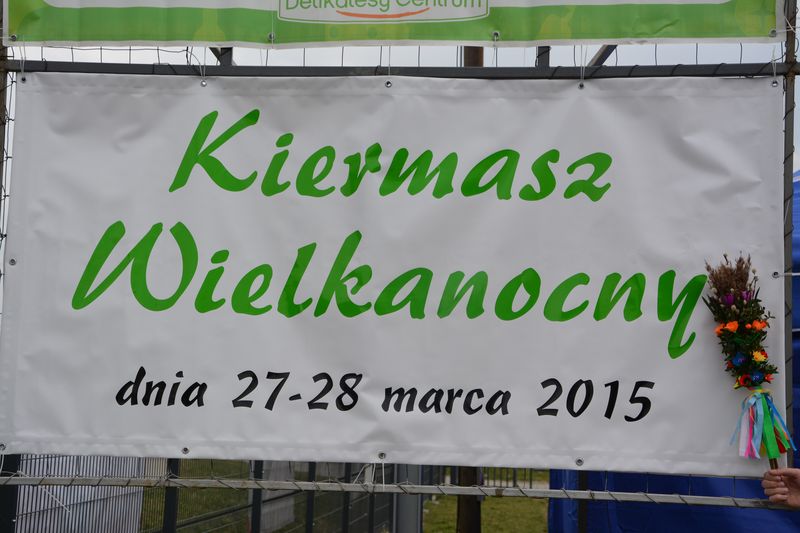 Delikatesy Centrum
Kiermasz
Wielkanocny
dnia 27-28 marca 2015